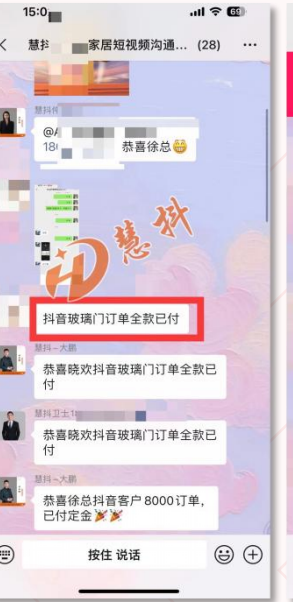 15:0
69
慧抖 家居短视频沟通... (28)
慧抖
恭喜徐总
慧抖
抖音玻璃门订单全款已付
慧抖~大鹏
恭喜晓欢抖音玻璃门订单全款已
付
慧抖卫士
恭喜晓欢抖音玻璃门订单全款已
付
慧抖~大鹏
恭喜徐总抖音客户8000订单，
已付定金
按住 说话